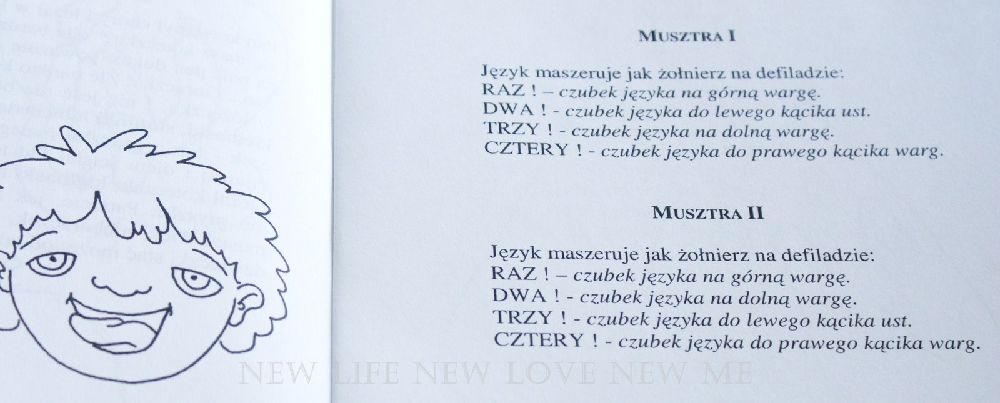 MUSZTRA I
Język maszeruje jak żołnierz na defiladzie:
RAZ ! – czubek języka na górną wargę.
DWA ! - czubek języka do lewego kącika ust.
TRZY ! - czubek języka na dolną wargę.
CZTERY ! - czubek języka do prawego kącika warg.
MUSZTRA II
Język maszeruje jak żołnierz na defiladzie:
RAZ ! – czubek języka na górną wargę.
DWA ! - czubek języka na dolną wargę.
TRZY ! - czubek języka do lewego kącika ust.
CZTERY ! - czubek języka do prawego kącika warg.
NEW LIFE NEW LOVE NEW ME